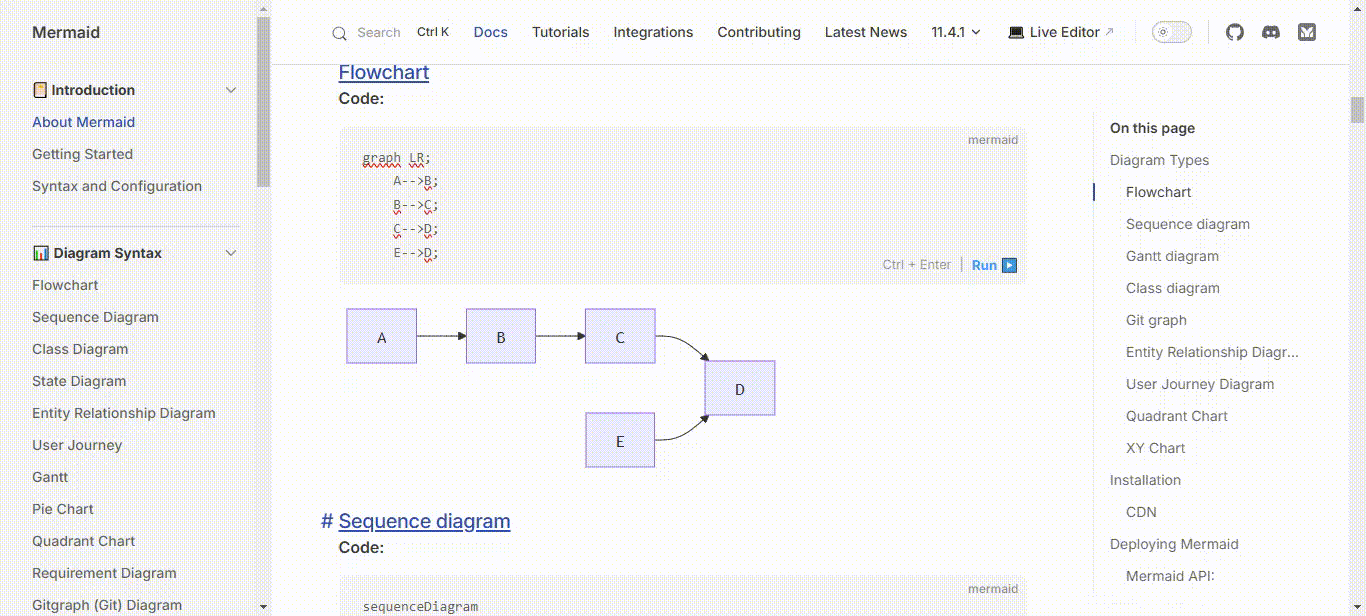 Mermaid
Search Ctrl K Docs Tutorials Integrations Contributing Latest News 11.4.1 Live Editor
Introduction
About Mermaid
Getting Started
Syntax and Configuration
Diagram Syntax
Flowchart
Sequence Diagram
Class Diagram
State Diagram
Entity Relationship Diagram
User Journey
Gantt
Pie Chart
Quadrant Chart
Requirement Diagram
Gitgraph (Git) Diagram
Flowchart
Code:
mermaid
graph LR;
A-->B;
B-->C;
C-->D;
E-->D;
Ctrl + Enter | Run
A
B
C
D
E
# Sequence diagram
Code:
mermaid
sequenceDiagram
On this page
Diagram Types
Flowchart
Sequence diagram
Gantt diagram
Class diagram
Git graph
Entity Relationship Diagr...
User Journey Diagram
Quadrant Chart
XY Chart
Installation
CDN
Deploying Mermaid
Mermaid API: